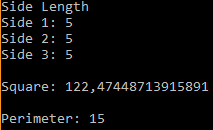 Side Length
Side 1: 5
Side 2: 5
Side 3: 5
Square: 122,47448713915891
Perimeter: 15